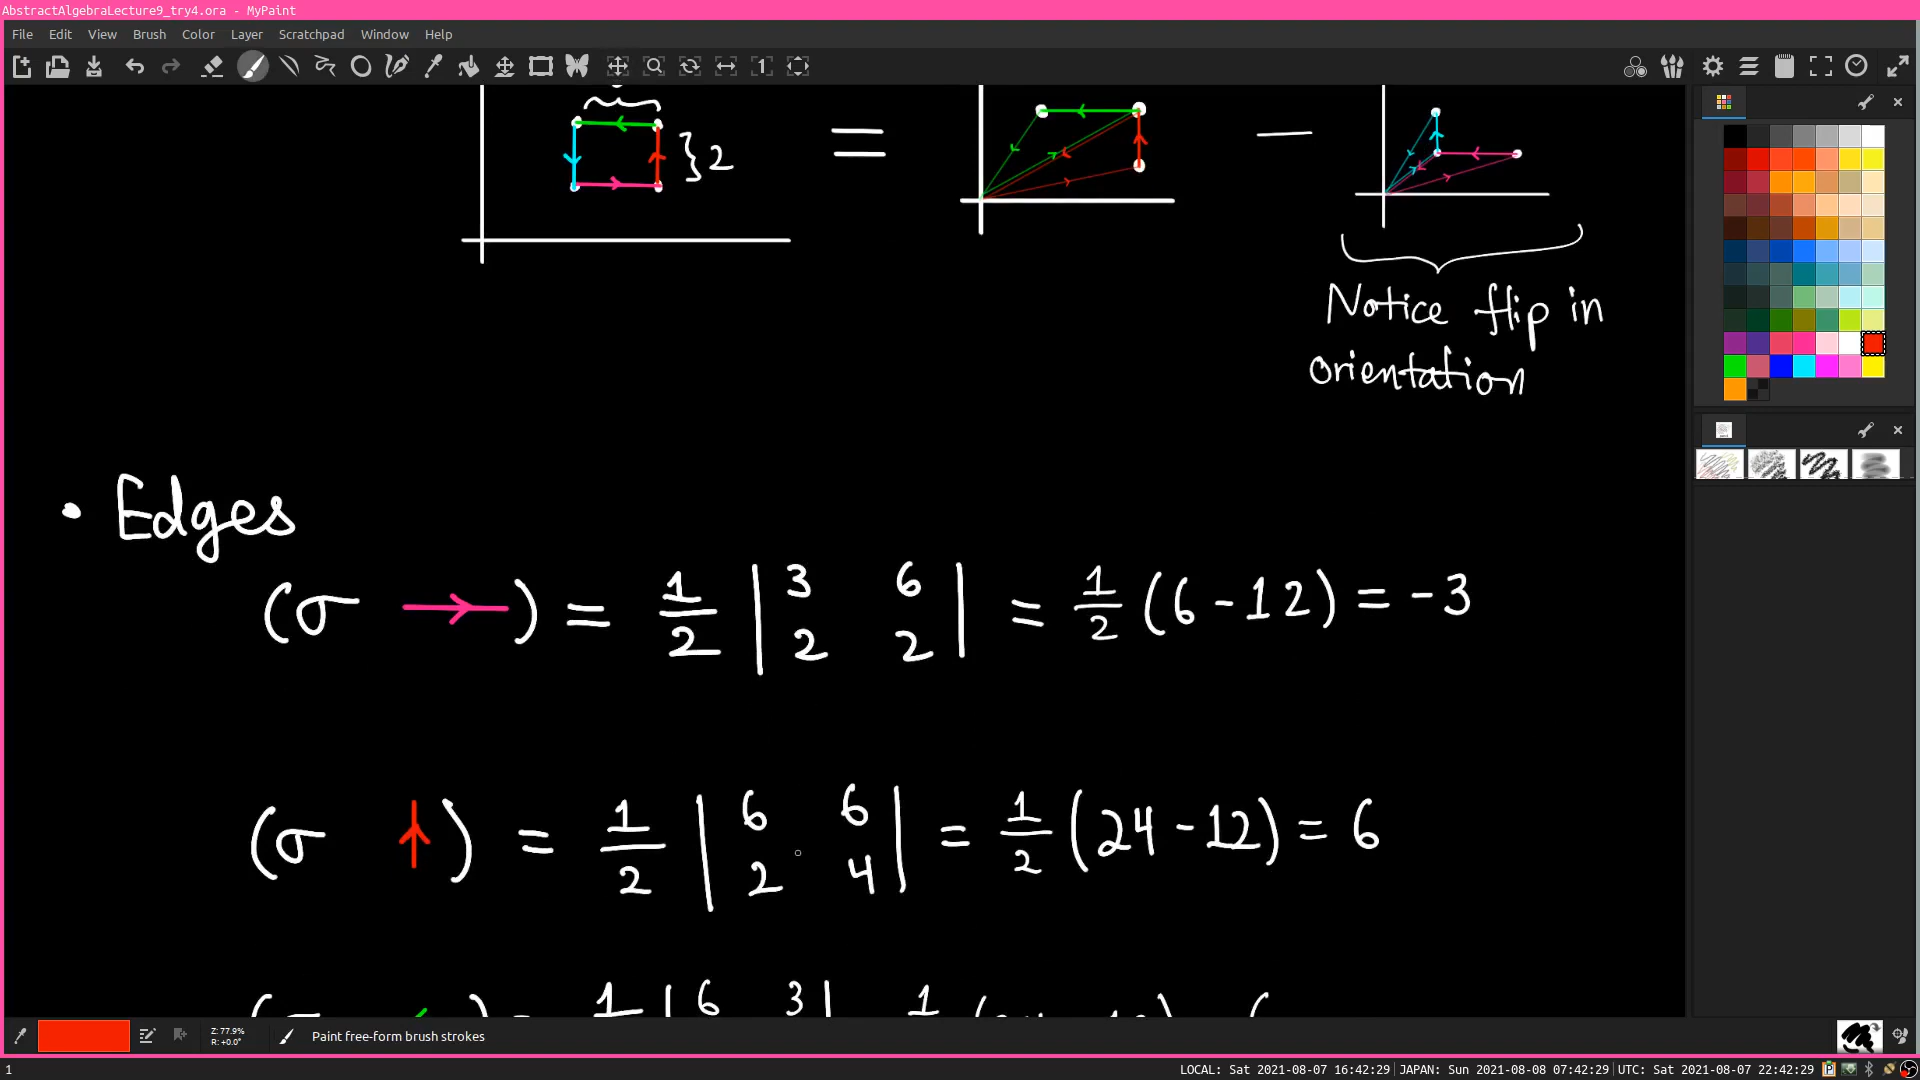 AbstractAlgebraLecture9_try4.ora - MyPaint
File Edit View Brush Color Layer Scratchpad Window Help
}2 = —
Notice flip in
orientation
• Edges
(σ →) = 1/2 |3 6; 2 2| = 1/2 (6 - 12) = -3
(σ ↑) = 1/2 |6 6; 2 4| = 1/2 (24 - 12) = 6
Z: 77.9%
R: +0.0°
Paint free-form brush strokes
1 LOCAL: Sat 2021-08-07 16:42:29 | JAPAN: Sun 2021-08-08 07:42:29 | UTC: Sat 2021-08-07 22:42:29